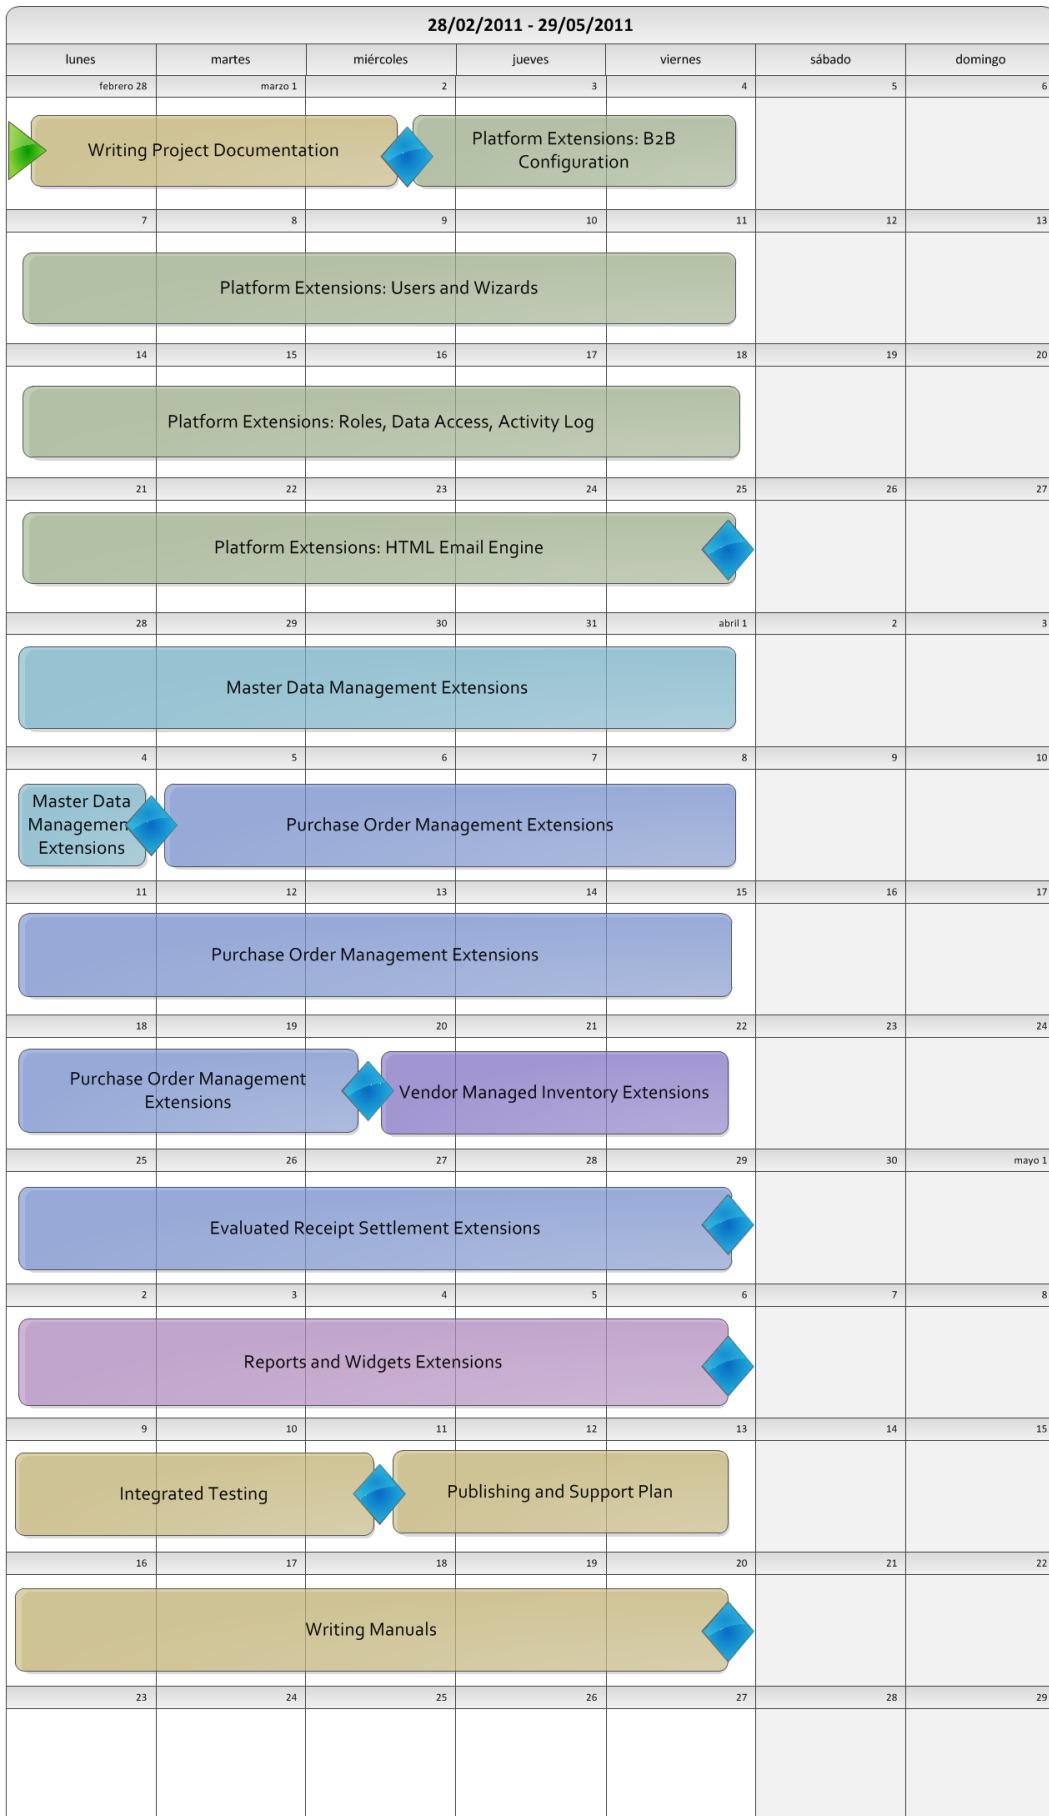 28/02/2011 - 29/05/2011
lunes martes miércoles jueves viernes sábado domingo
febrero 28 marzo 1 2 3 4 5 6
Writing Project Documentation
Platform Extensions: B2B
Configuration
7 8 9 10 11 12 13
Platform Extensions: Users and Wizards
14 15 16 17 18 19 20
Platform Extensions: Roles, Data Access, Activity Log
21 22 23 24 25 26 27
Platform Extensions: HTML Email Engine
28 29 30 31 abril 1 2 3
Master Data Management Extensions
4 5 6 7 8 9 10
Master Data
Managemen
Extensions
Purchase Order Management Extensions
11 12 13 14 15 16 17
Purchase Order Management Extensions
18 19 20 21 22 23 24
Purchase Order Management
Extensions
Vendor Managed Inventory Extensions
25 26 27 28 29 30 mayo 1
Evaluated Receipt Settlement Extensions
2 3 4 5 6 7 8
Reports and Widgets Extensions
9 10 11 12 13 14 15
Integrated Testing
Publishing and Support Plan
16 17 18 19 20 21 22
Writing Manuals
23 24 25 26 27 28 29